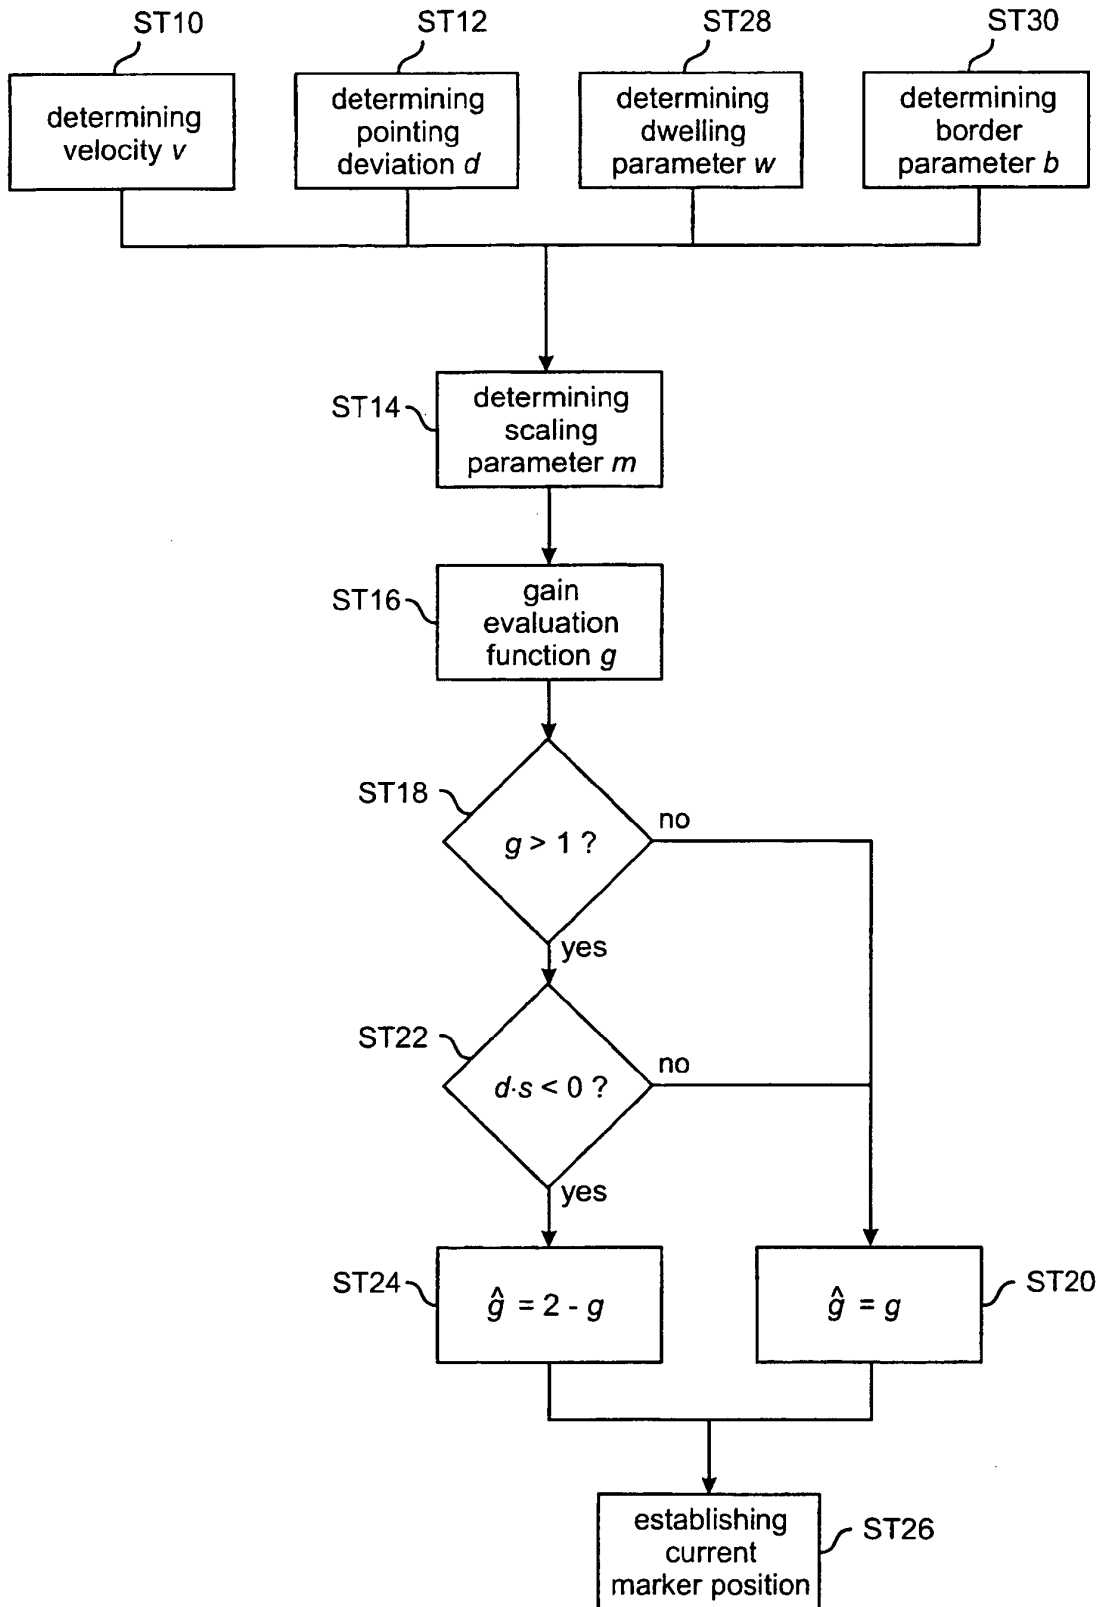 ST10
ST12
ST28
ST30
determining
velocity v
determining
pointing
deviation d
determining
dwelling
parameter w
determining
border
parameter b
ST14
determining
scaling
parameter m
ST16
gain
evaluation
function g
ST18
g > 1 ?
no
yes
ST22
d·s < 0 ?
no
yes
ST24
ĝ = 2 - g
ĝ = g
ST20
establishing
current
marker position
ST26